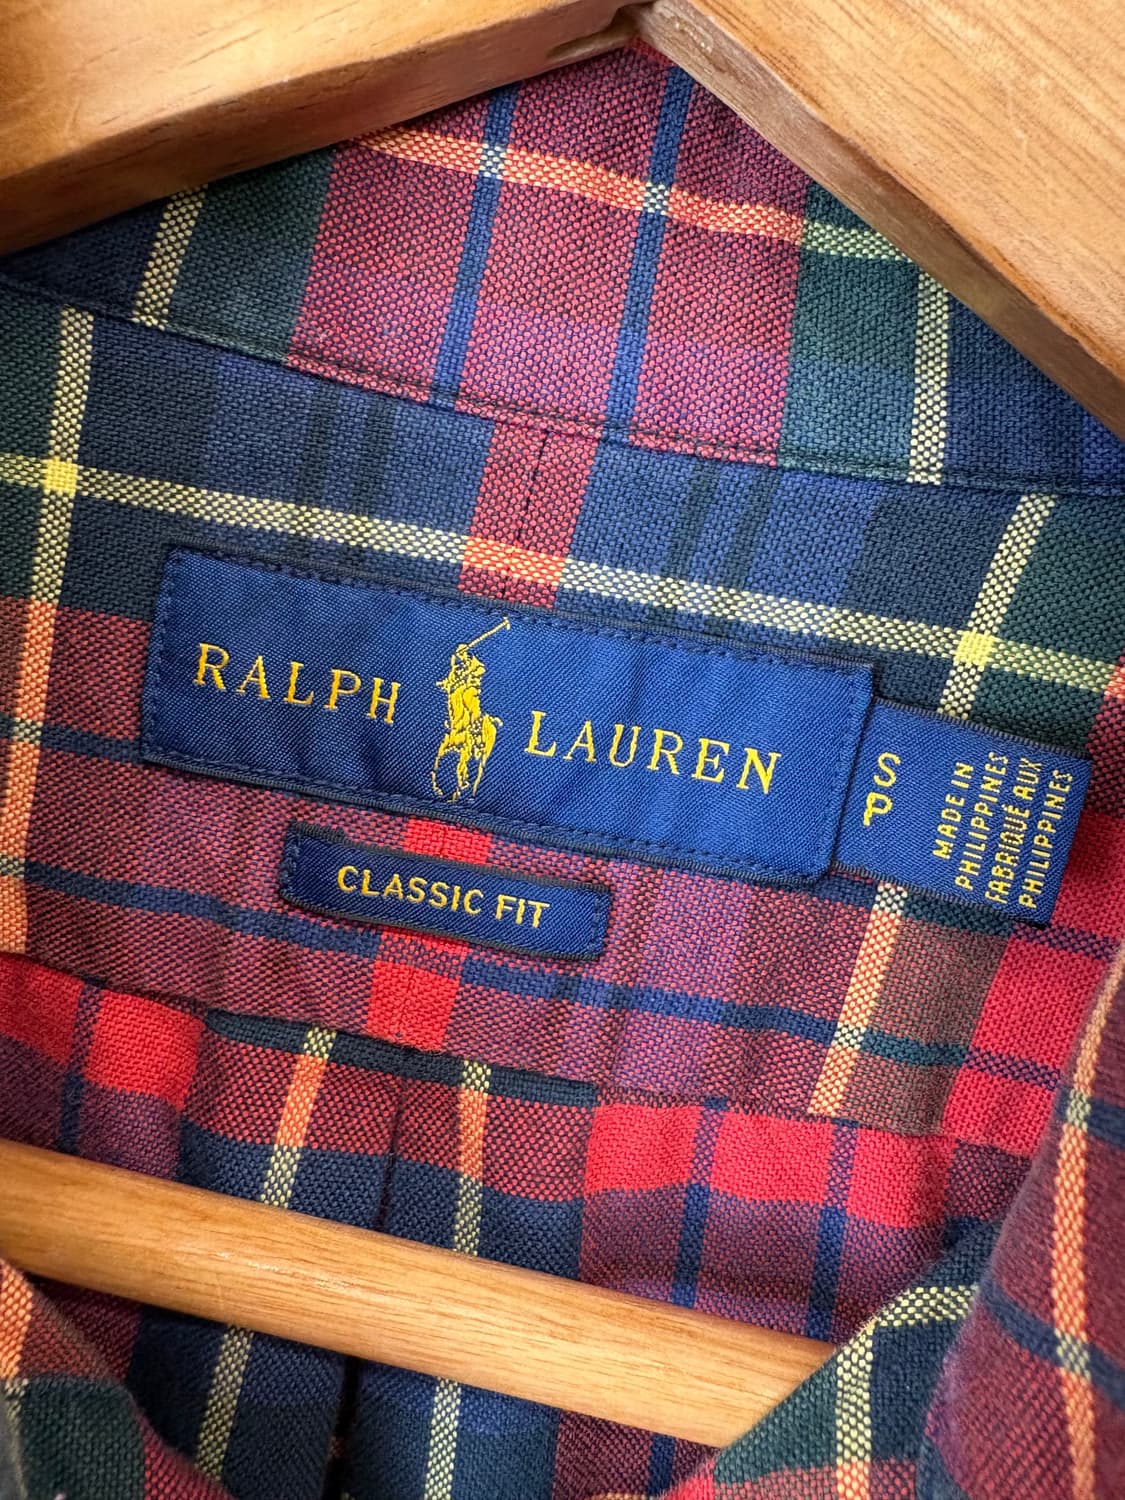 RALPH LAUREN
S
P
MADE IN
PHILIPPINES
FABRIQUÉ AUX
PHILIPPINES
CLASSIC FIT